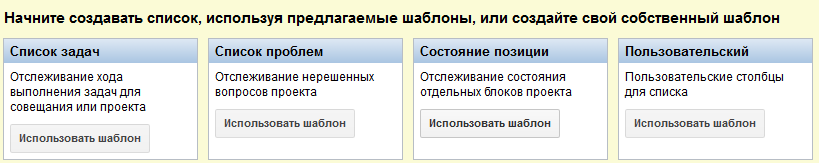 Начните создавать список, используя предлагаемые шаблоны, или создайте свой собственный шаблон
Список задач
Отслеживание хода
выполнения задач для
совещания или проекта
Использовать шаблон
Список проблем
Отслеживание нерешенных
вопросов проекта
Использовать шаблон
Состояние позиции
Отслеживание состояния
отдельных блоков проекта
Использовать шаблон
Пользовательский
Пользовательские столбцы
для списка
Использовать шаблон